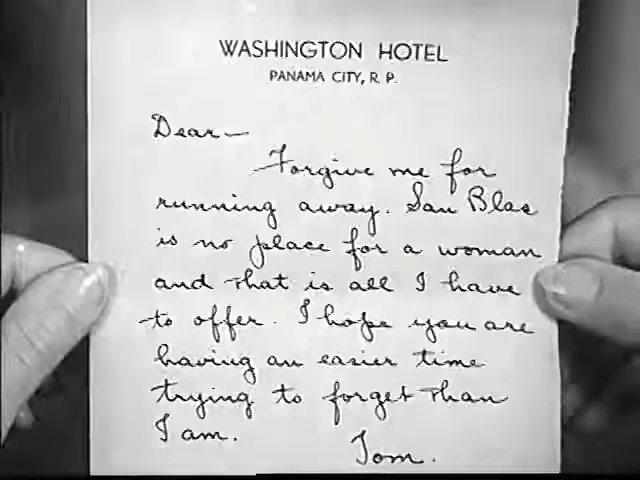 WASHINGTON HOTEL
PANAMA CITY, R. P.
Dear—
Forgive me for
running away. San Blas
is no place for a woman
and that is all I have
to offer. I hope you are
having an easier time
trying to forget than
I am.
Tom.